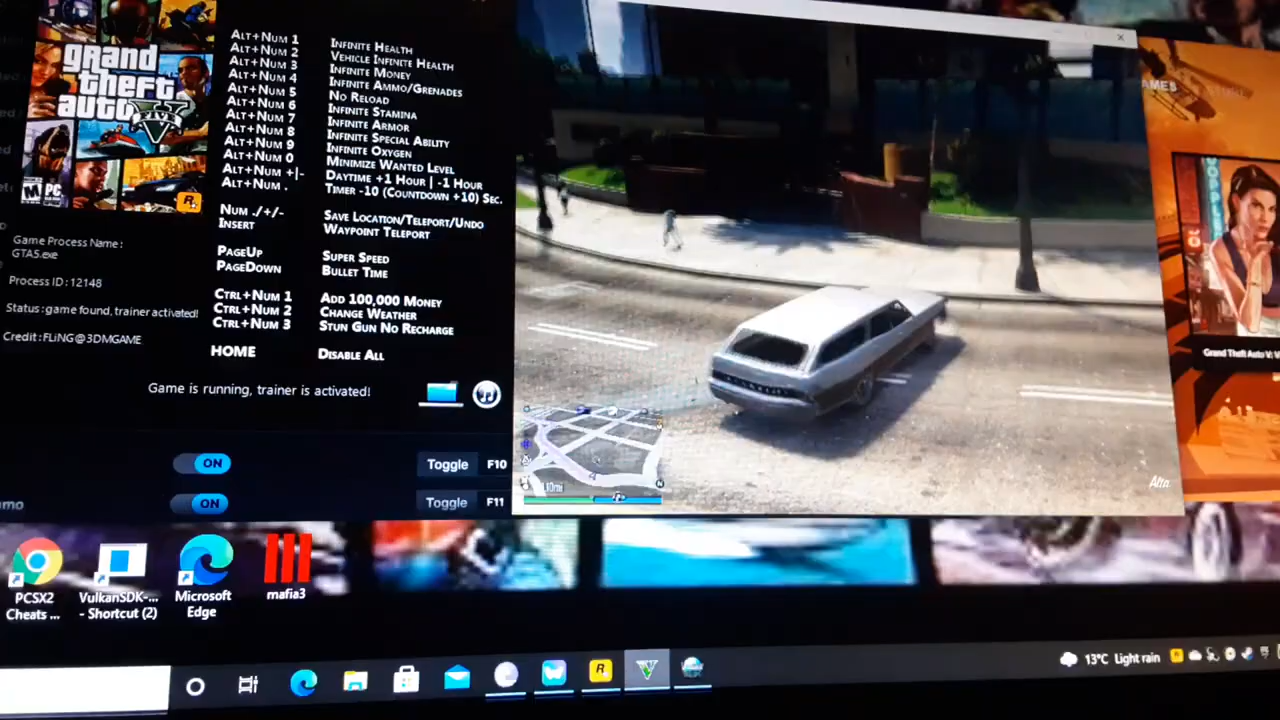 grand
theft
auto
FIVE
M
PC
R
Game Process Name :
GTA5.exe
Process ID : 12148
Status : game found, trainer activated!
Credit : FLiNG@3DMGAME
Alt+Num 1 Infinite Health
Alt+Num 2 Vehicle Infinite Health
Alt+Num 3 Infinite Money
Alt+Num 4 Infinite Ammo/Grenades
Alt+Num 5 No Reload
Alt+Num 6 Infinite Stamina
Alt+Num 7 Infinite Armor
Alt+Num 8 Infinite Special Ability
Alt+Num 9 Infinite Oxygen
Alt+Num 0 Minimize Wanted Level
Alt+Num +|- Daytime +1 Hour | -1 Hour
Alt+Num . Timer -10 (Countdown +10) Sec.
Num ./+/- Save Location/Teleport/Undo
Insert Waypoint Teleport
PageUp Super Speed
PageDown Bullet Time
Ctrl+Num 1 Add 100,000 Money
Ctrl+Num 2 Change Weather
Ctrl+Num 3 Stun Gun No Recharge
Home Disable All
Game is running, trainer is activated!
ON Toggle F10
ON Toggle F11
Alta
Grand Theft Auto V:
PCSX2
Cheats ...
VulkanSDK-...
- Shortcut (2)
Microsoft
Edge
mafia3
13°C Light rain